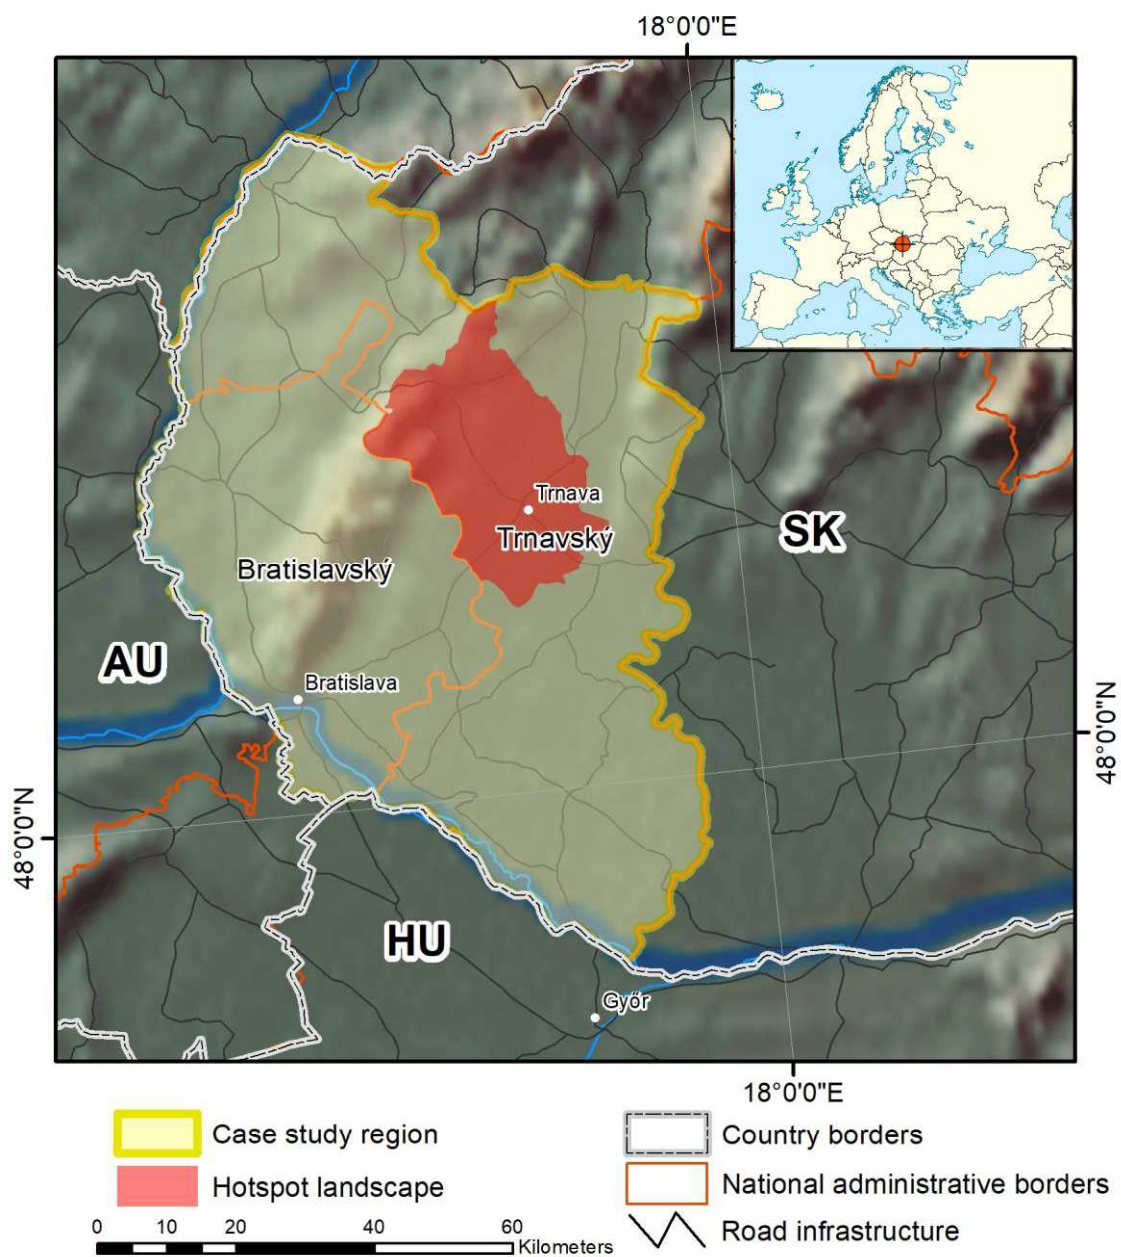 18°0'0"E
Trnava
Trnavský
SK
Bratislavský
AU
Bratislava
48°0'0"N
48°0'0"N
HU
Győr
18°0'0"E
Case study region
Country borders
Hotspot landscape
National administrative borders
0 10 20 40 60
Kilometers
Road infrastructure